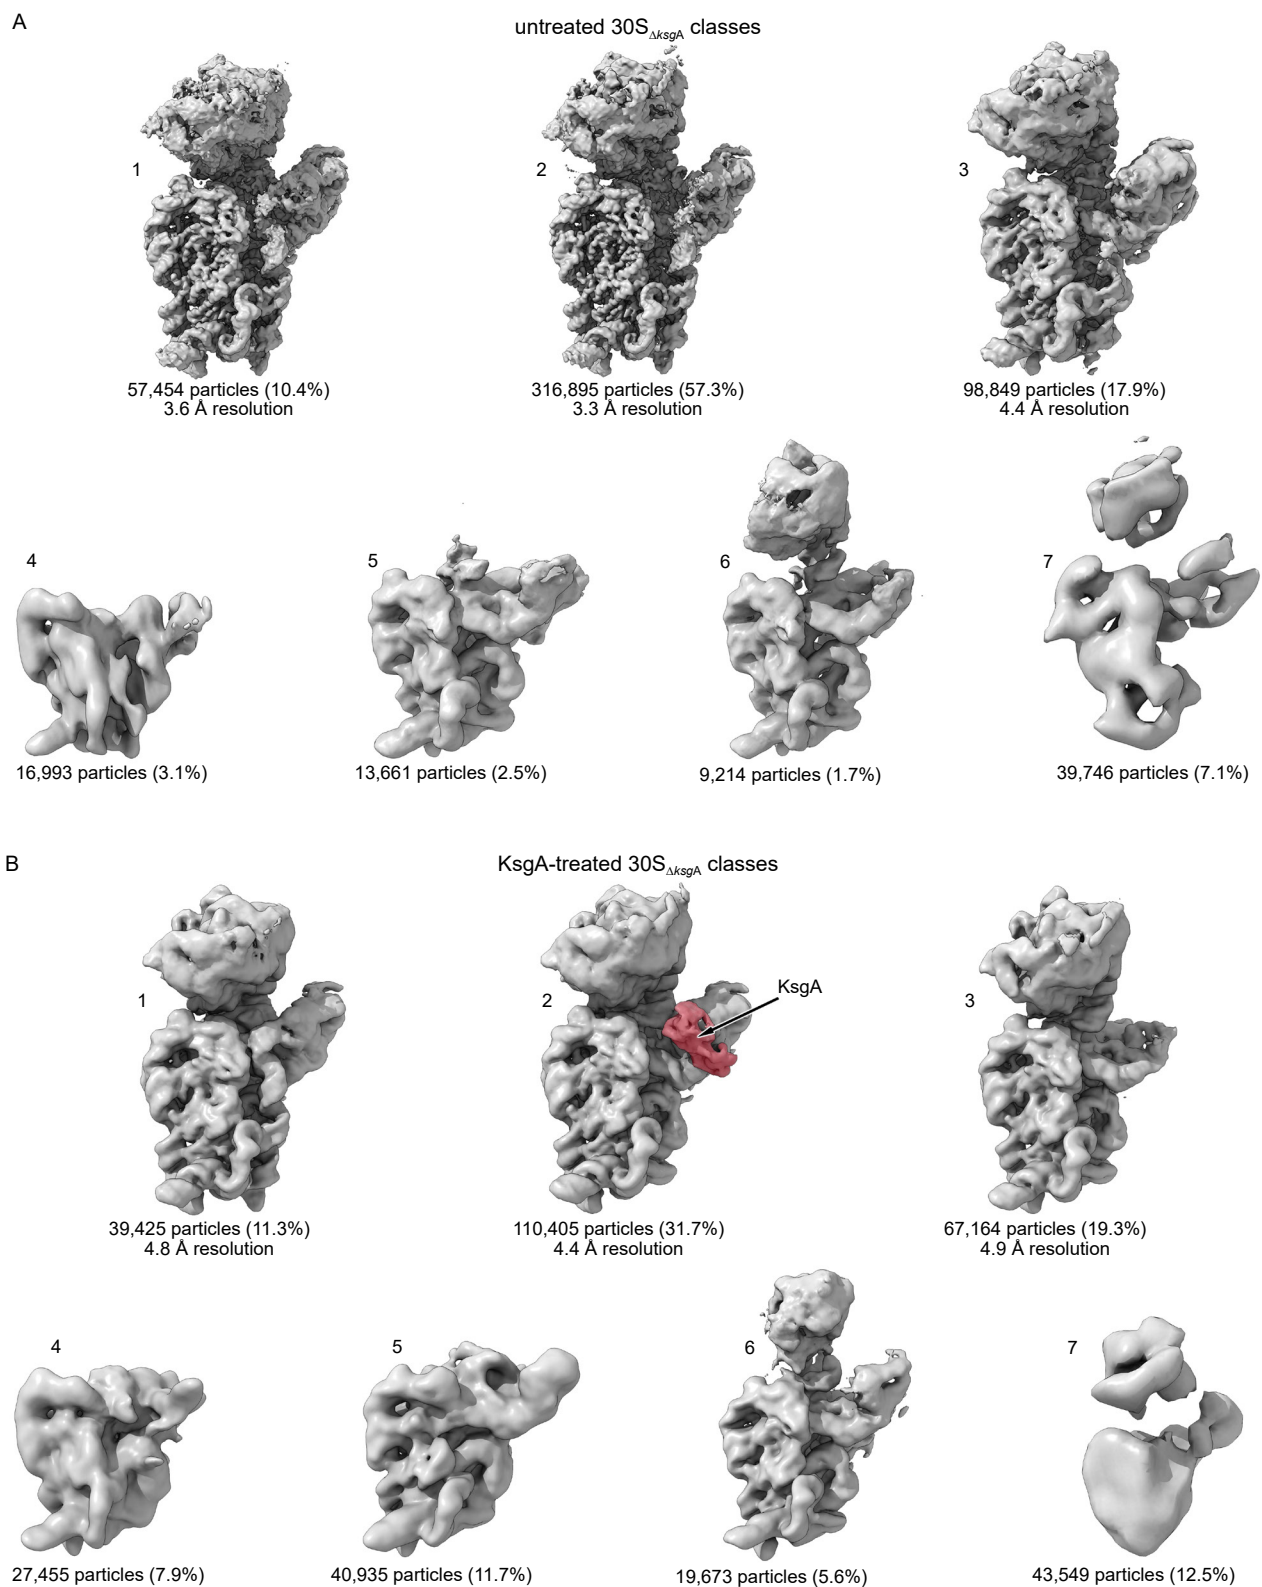 A
untreated 30SΔksgA classes
1
2
3
57,454 particles (10.4%)
3.6 Å resolution
316,895 particles (57.3%)
3.3 Å resolution
98,849 particles (17.9%)
4.4 Å resolution
4
5
6
7
16,993 particles (3.1%)
13,661 particles (2.5%)
9,214 particles (1.7%)
39,746 particles (7.1%)
B
KsgA-treated 30SΔksgA classes
1
2
KsgA
3
39,425 particles (11.3%)
4.8 Å resolution
110,405 particles (31.7%)
4.4 Å resolution
67,164 particles (19.3%)
4.9 Å resolution
4
5
6
7
27,455 particles (7.9%)
40,935 particles (11.7%)
19,673 particles (5.6%)
43,549 particles (12.5%)